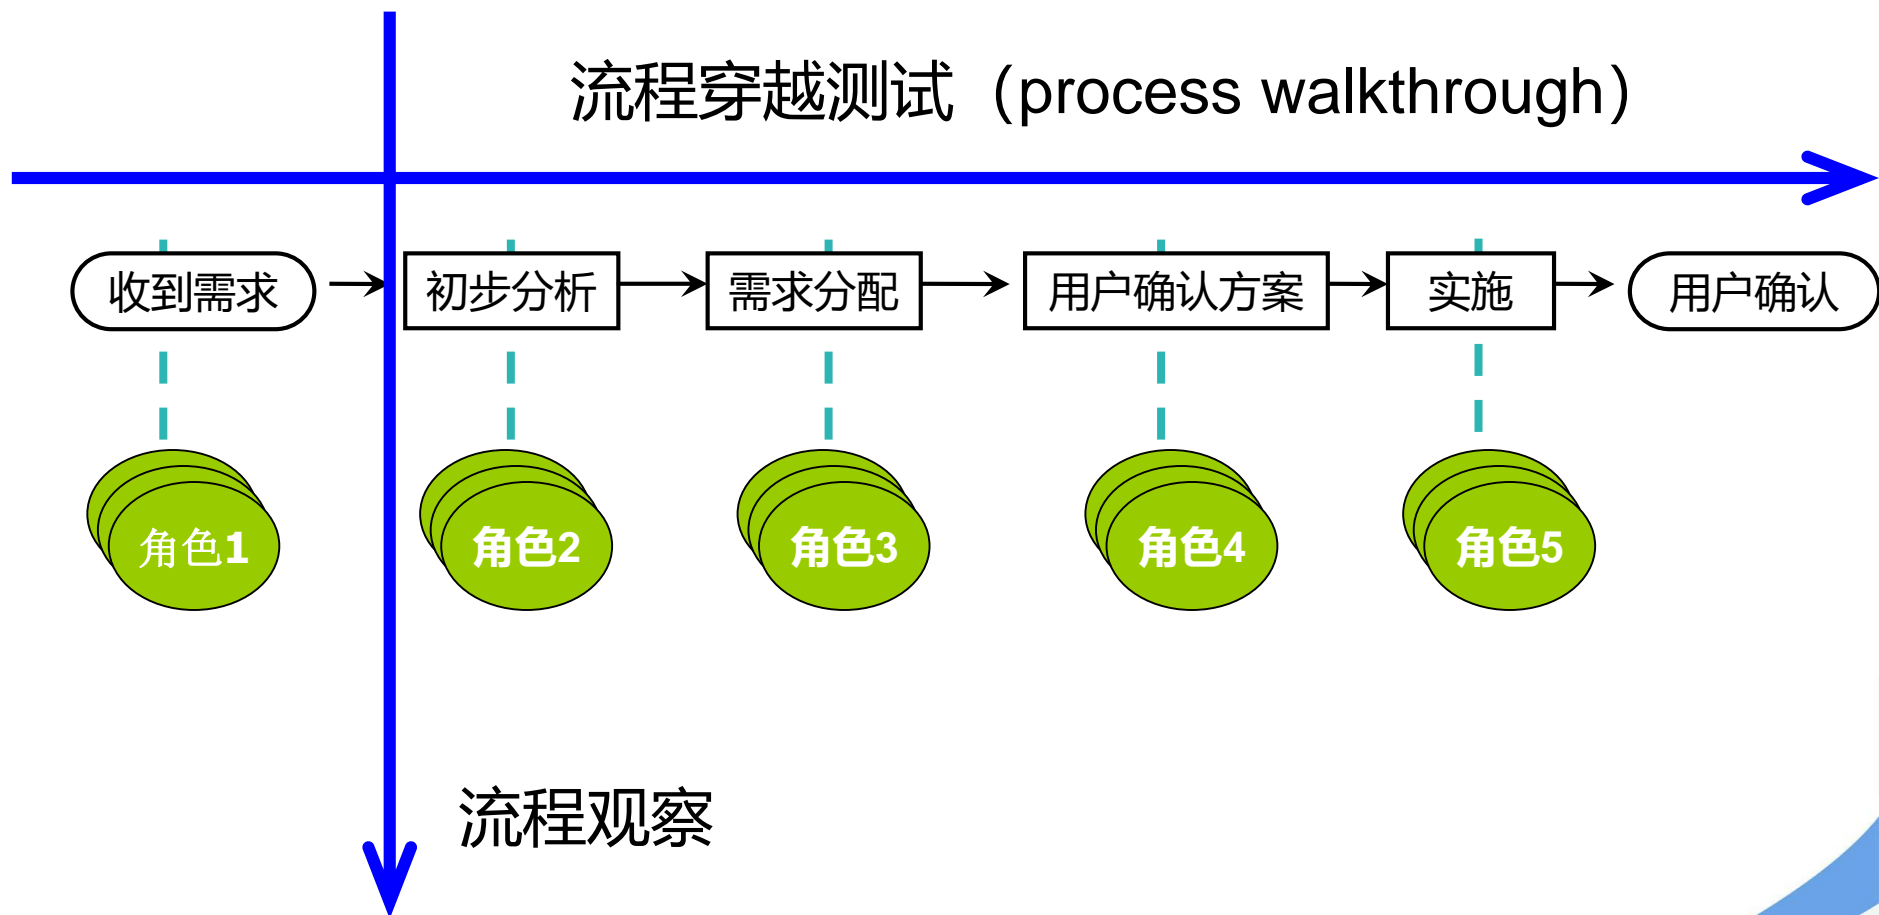 流程穿越测试（process walkthrough）
收到需求
初步分析
需求分配
用户确认方案
实施
用户确认
角色1
角色2
角色3
角色4
角色5
流程观察